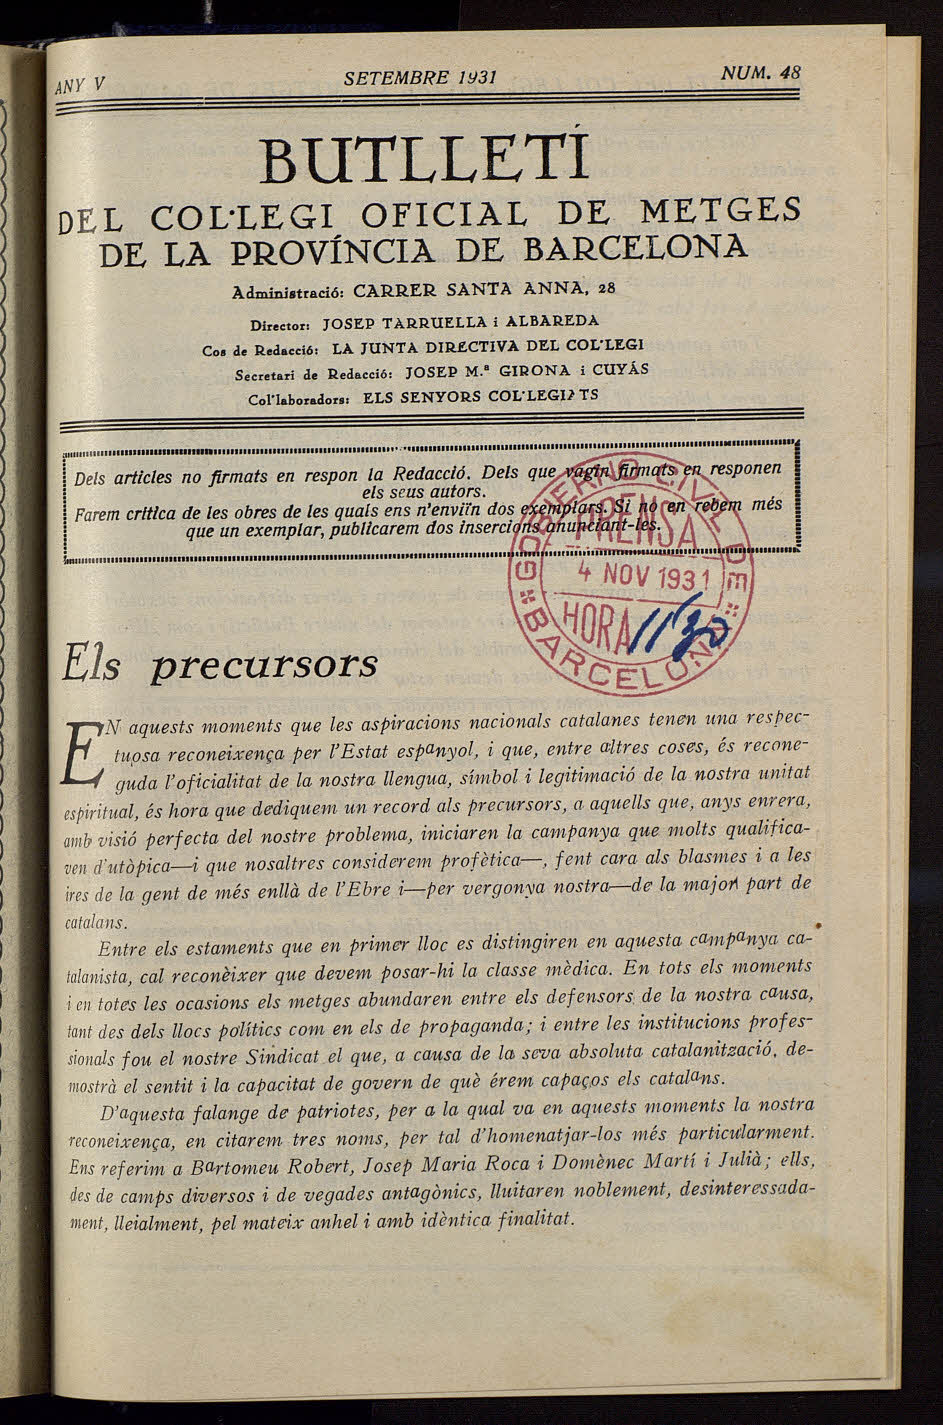 ANY V SETEMBRE 1931 NUM. 48
BUTLLETÍ
DEL COL·LEGI OFICIAL DE METGES
DE LA PROVÍNCIA DE BARCELONA
Administració: CARRER SANTA ANNA, 28
Director: JOSEP TARRUELLA i ALBAREDA
Cos de Redacció: LA JUNTA DIRECTIVA DEL COL·LEGI
Secretari de Redacció: JOSEP M.ª GIRONA i CUYÁS
Col·laboradors: ELS SENYORS COL·LEGIATS
Dels articles no firmats en respon la Redacció. Dels que vagin firmats en responen
els seus autors.
Farem crítica de les obres de les quals ens n'enviïn dos exemplars. Si no en rebem més
que un exemplar, publicarem dos insercions anunciant-les.
GOBIERNO CIVIL DE BARCELONA
PRENSA
4 NOV 1931
HORA 11'30
Els precursors
EN aquests moments que les aspiracions nacionals catalanes tenen una respec-
tuosa reconeixença per l'Estat espanyol, i que, entre altres coses, és recone-
guda l'oficialitat de la nostra llengua, símbol i legitimació de la nostra unitat
espiritual, és hora que dediquem un record als precursors, a aquells que, anys enrera,
amb visió perfecta del nostre problema, iniciaren la campanya que molts qualifica-
ven d'utòpica—i que nosaltres considerem profètica—, fent cara als blasmes i a les
ires de la gent de més enllà de l'Ebre i—per vergonya nostra—de la major part de
catalans.
Entre els estaments que en primer lloc es distingiren en aquesta campanya ca-
talanista, cal reconèixer que devem posar-hi la classe mèdica. En tots els moments
i en totes les ocasions els metges abundaren entre els defensors de la nostra causa,
tant des dels llocs polítics com en els de propaganda; i entre les institucions profes-
sionals fou el nostre Sindicat el que, a causa de la seva absoluta catalanització, de-
mostrà el sentit i la capacitat de govern de què érem capaços els catalans.
D'aquesta falange de patriotes, per a la qual va en aquests moments la nostra
reconeixença, en citarem tres noms, per tal d'homenatjar-los més particularment.
Ens referim a Bartomeu Robert, Josep Maria Roca i Domènec Martí i Julià; ells,
des de camps diversos i de vegades antagònics, lluitaren noblement, desinteressada-
ment, lleialment, pel mateix anhel i amb idèntica finalitat.